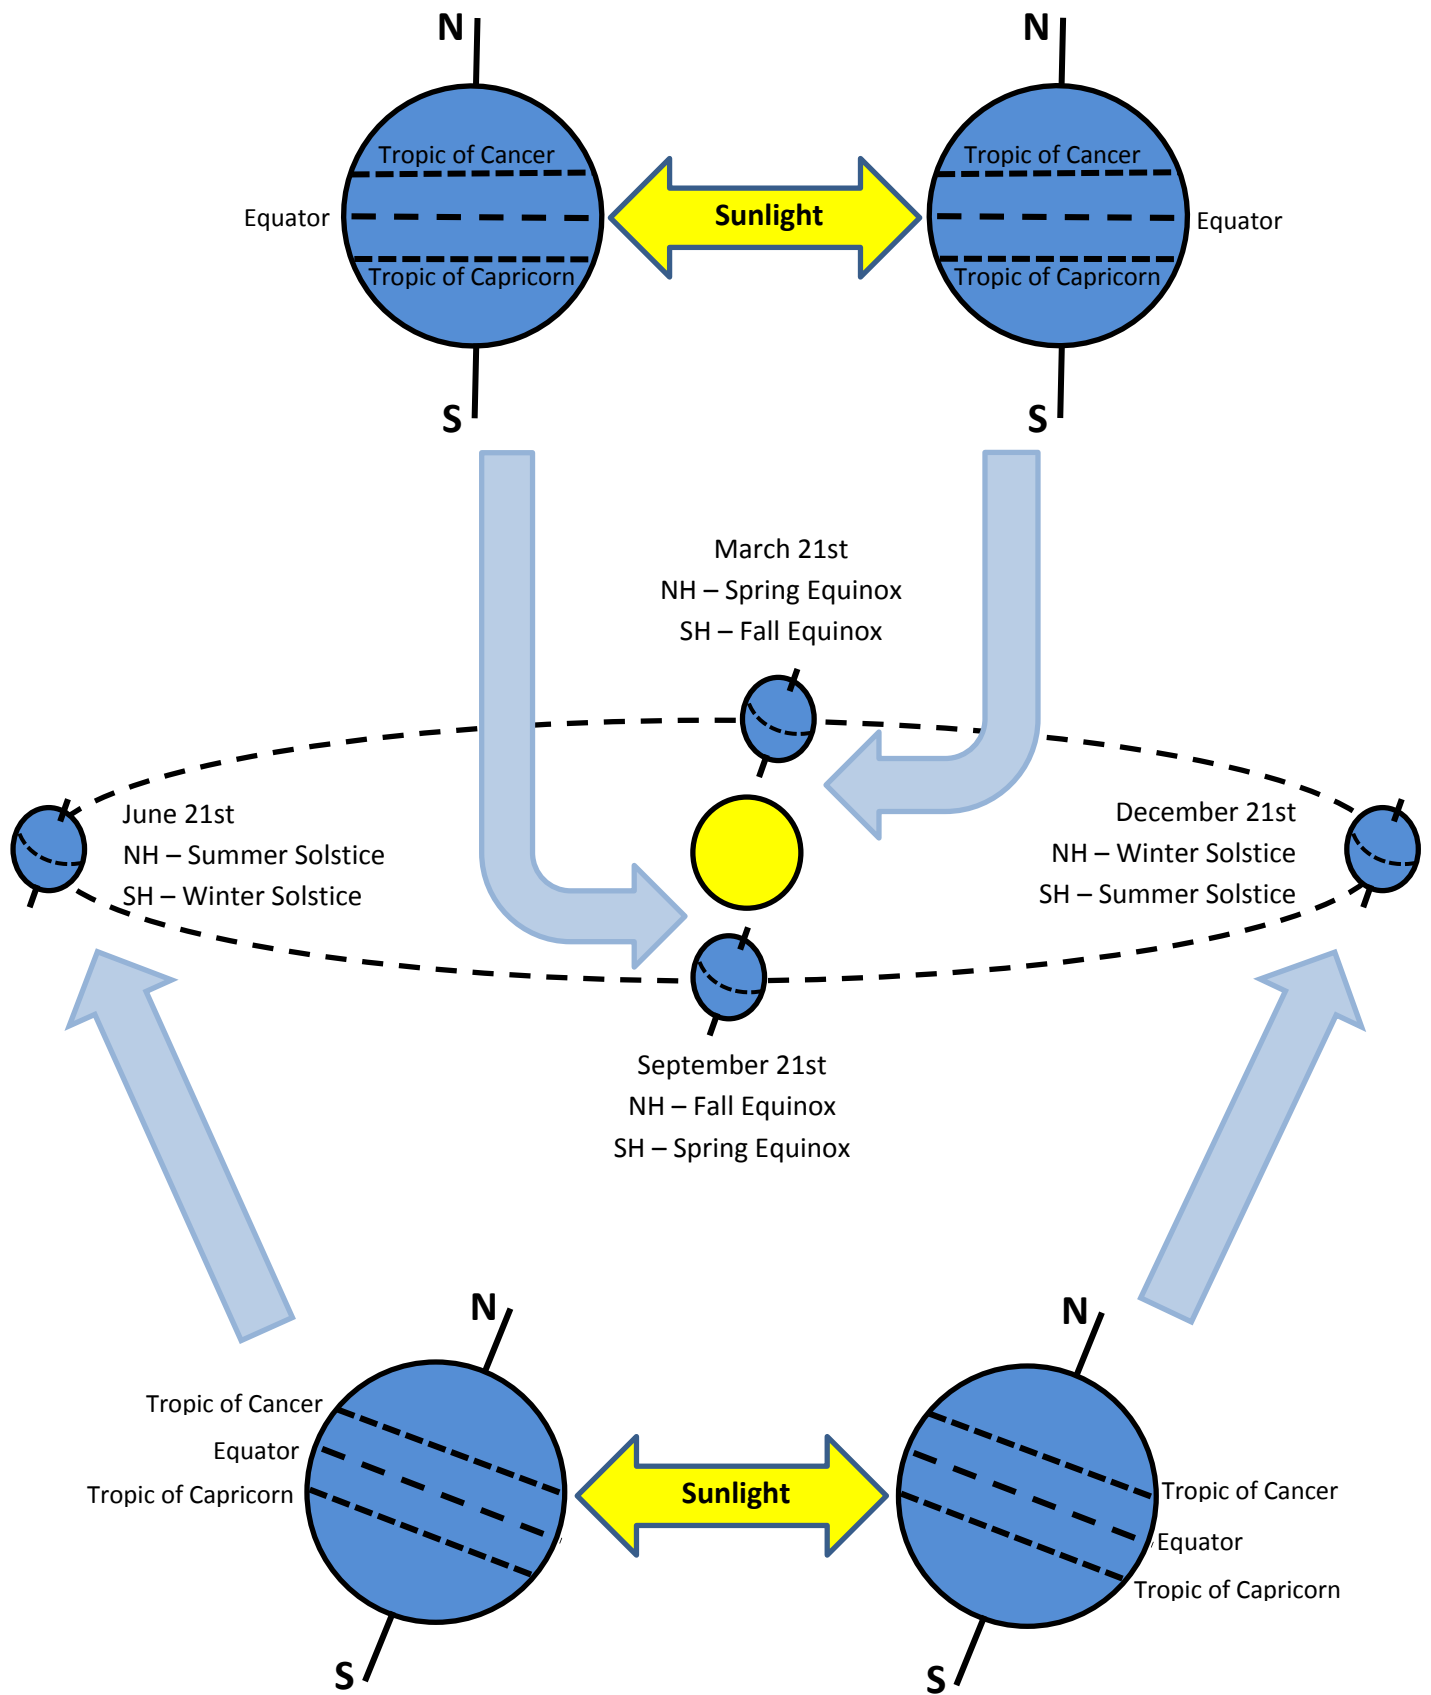 N
N
Tropic of Cancer
Tropic of Cancer
Equator
Sunlight
Equator
Tropic of Capricorn
Tropic of Capricorn
S
S
March 21st
NH – Spring Equinox
SH – Fall Equinox
June 21st
NH – Summer Solstice
SH – Winter Solstice
December 21st
NH – Winter Solstice
SH – Summer Solstice
September 21st
NH – Fall Equinox
SH – Spring Equinox
N
N
Tropic of Cancer
Equator
Tropic of Capricorn
Sunlight
Tropic of Cancer
Equator
Tropic of Capricorn
S
S